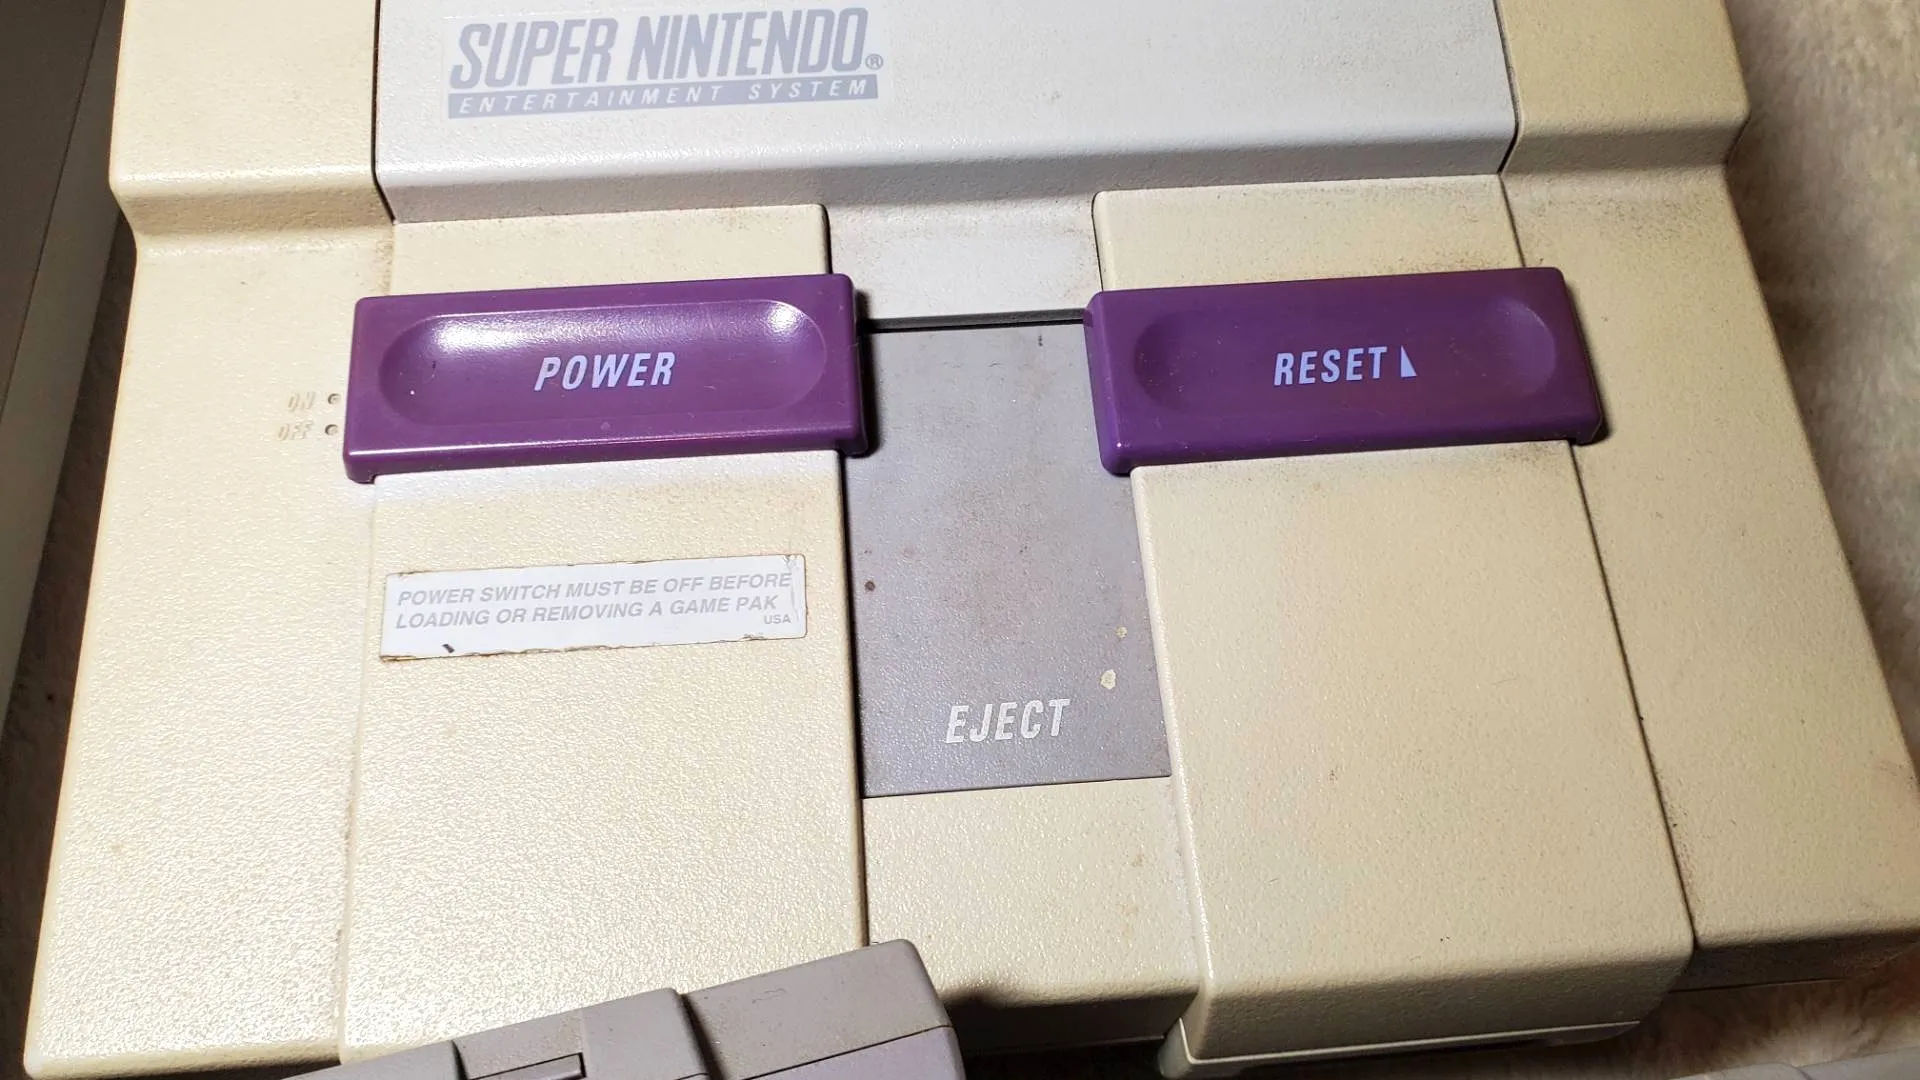 SUPER NINTENDO®
ENTERTAINMENT SYSTEM
POWER
RESET
ON
OFF
POWER SWITCH MUST BE OFF BEFORE
LOADING OR REMOVING A GAME PAK
USA
EJECT